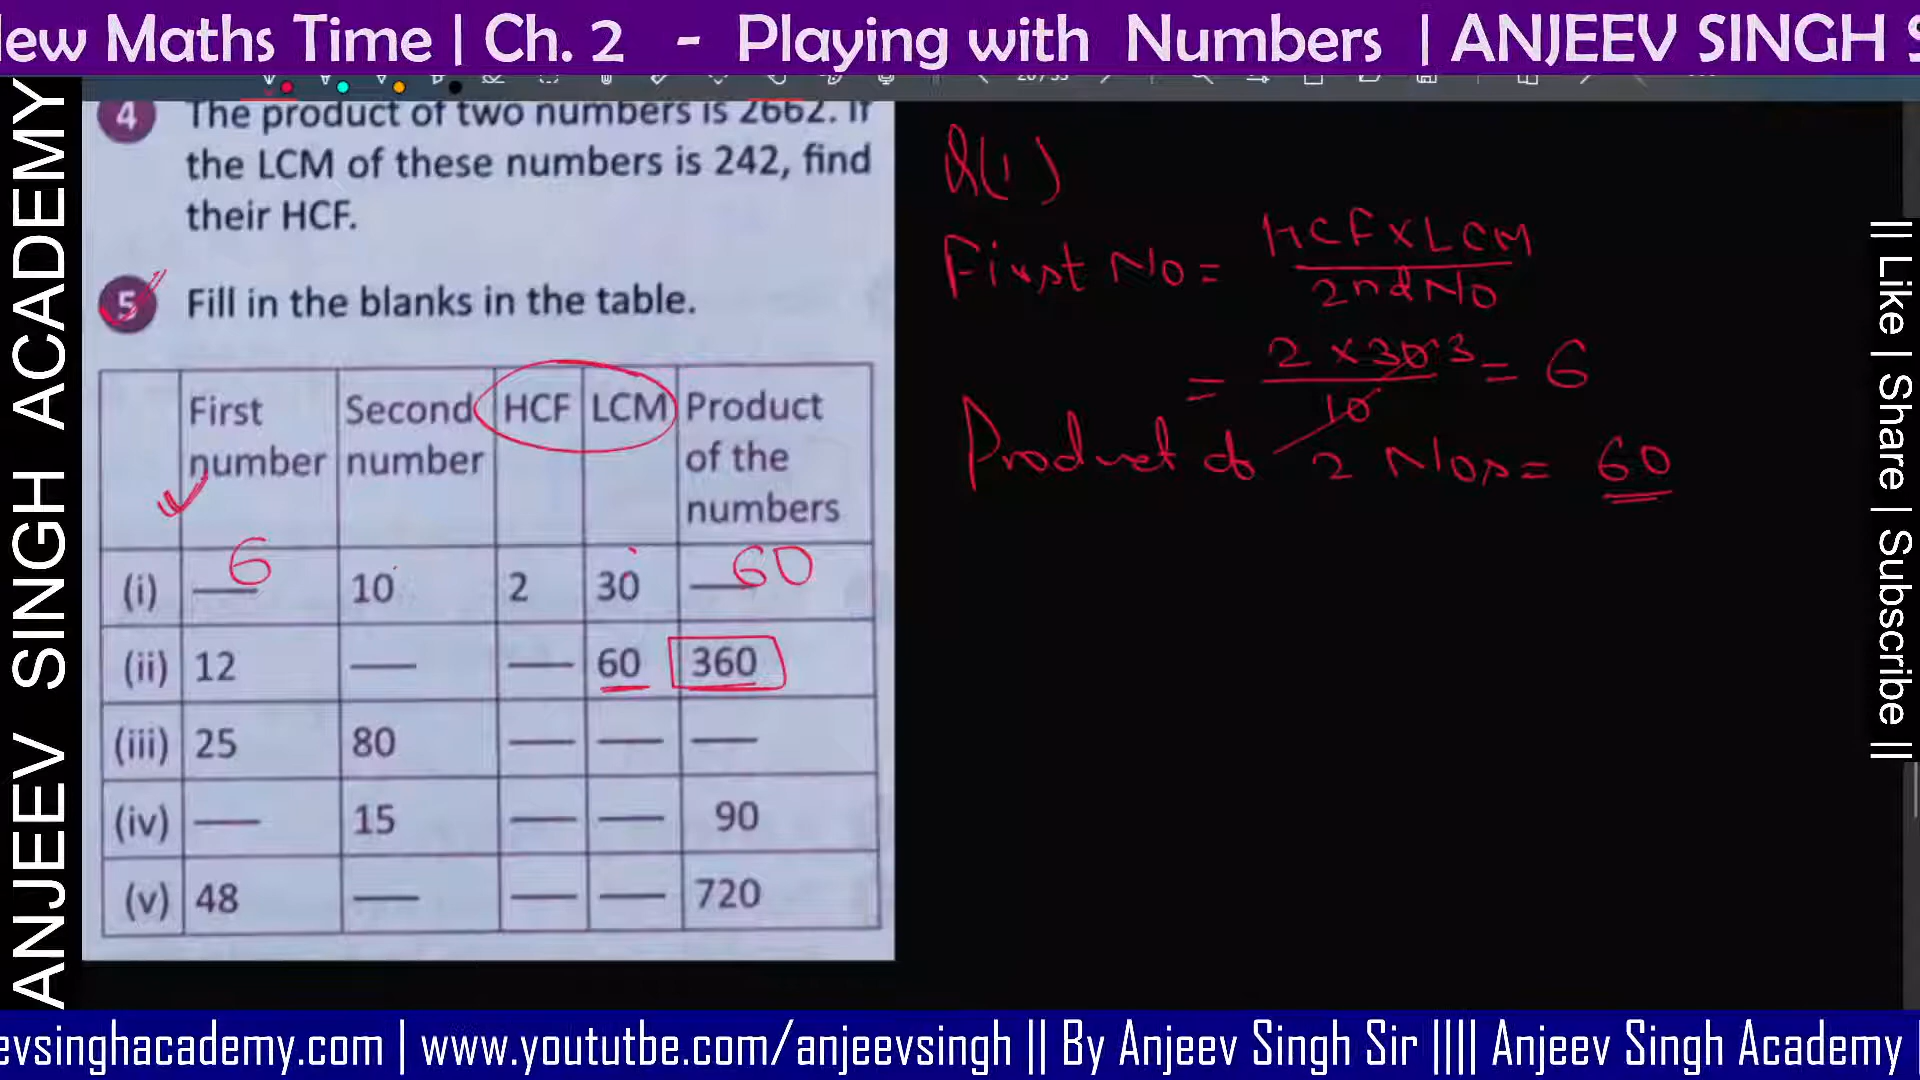 ew Maths Time | Ch. 2 - Playing with Numbers | ANJEEV SINGH S
ANJEEV SINGH ACADEMY
4 The product of two numbers is 2662. If
the LCM of these numbers is 242, find
their HCF.
5 Fill in the blanks in the table.
First number Second number HCF LCM Product of the numbers
(i) 6 10 2 30 60
(ii) 12 — — 60 360
(iii) 25 80 — — —
(iv) — 15 — — 90
(v) 48 — — — 720
Q(1)
First No = HCF × LCM / 2nd No
= 2 × 30 3 / 10 = 6
Product of 2 Nos = 60
|| Like | Share | Subscribe ||
evsinghacademy.com | www.yoututbe.com/anjeevsingh || By Anjeev Singh Sir |||| Anjeev Singh Academy |